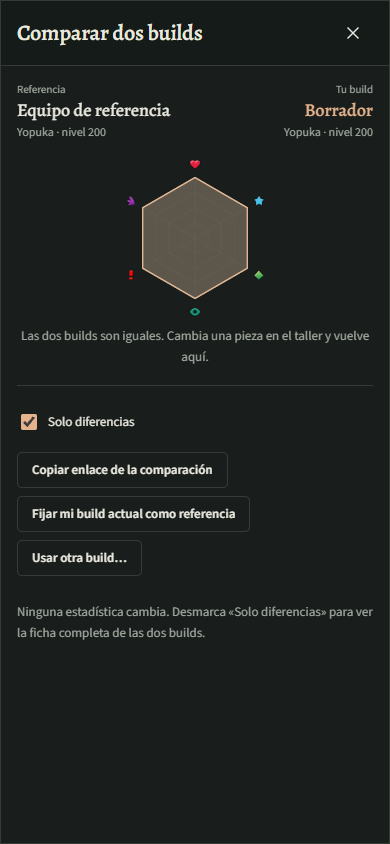 Comparar dos builds
Referencia
Tu build
Equipo de referencia
Borrador
Yopuka · nivel 200
Yopuka · nivel 200
Las dos builds son iguales. Cambia una pieza en el taller y vuelve
aquí.
Solo diferencias
Copiar enlace de la comparación
Fijar mi build actual como referencia
Usar otra build…
Ninguna estadística cambia. Desmarca «Solo diferencias» para ver
la ficha completa de las dos builds.